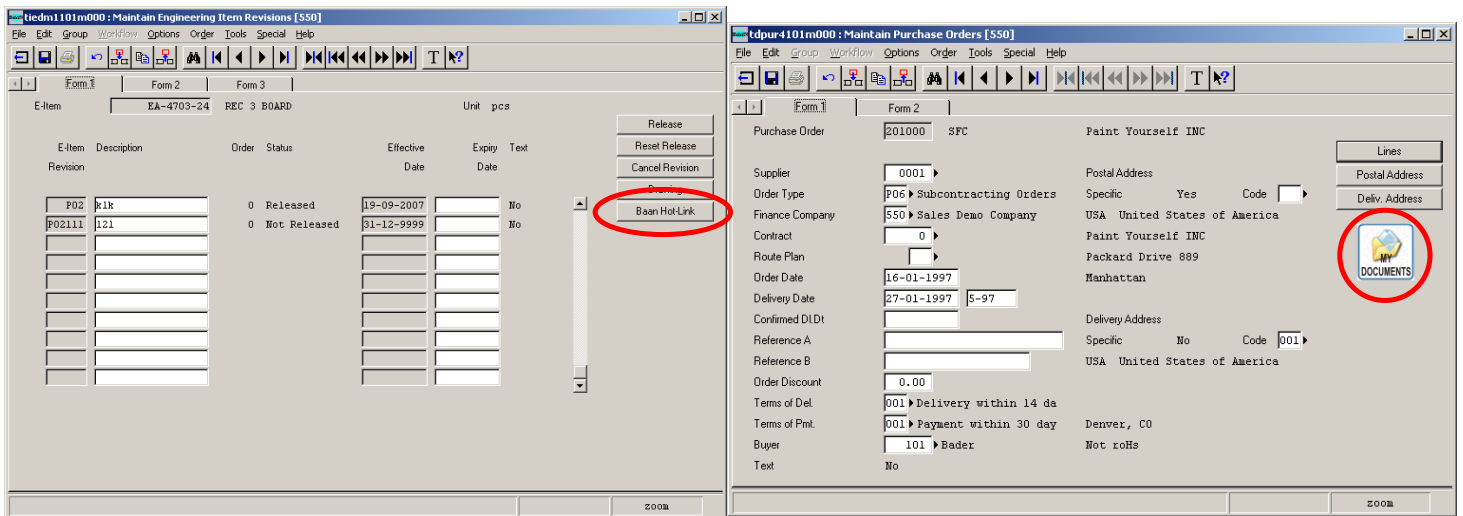 tiedm1101m000 : Maintain Engineering Item Revisions [550]
File Edit Group Workflow Options Order Tools Special Help
T
Form 1 Form 2 Form 3
E-Item EA-4703-24 REC 3 BOARD Unit pcs
Release
E-Item Description Order Status Effective Expiry Text Reset Release
Revision Date Date Cancel Revision
P02 klk 0 Released 19-09-2007 No Baan Hot-Link
P02111 121 0 Not Released 31-12-9999 No
zoom
tdpur4101m000 : Maintain Purchase Orders [550]
File Edit Group Workflow Options Order Tools Special Help
T
Form 1 Form 2
Purchase Order 201000 SFC Paint Yourself INC
Lines
Supplier 0001 Postal Address Postal Address
Order Type P06 Subcontracting Orders Specific Yes Code Deliv. Address
Finance Company 550 Sales Demo Company USA United States of America
Contract 0 Paint Yourself INC
Route Plan Packard Drive 889
MY
DOCUMENTS
Order Date 16-01-1997 Manhattan
Delivery Date 27-01-1997 5-97
Confirmed Dl.Dt Delivery Address
Reference A Specific No Code 001
Reference B USA United States of America
Order Discount 0.00
Terms of Del. 001 Delivery within 14 da
Terms of Pmt. 001 Payment within 30 day Denver, CO
Buyer 101 Bader Not roHs
Text No
zoom